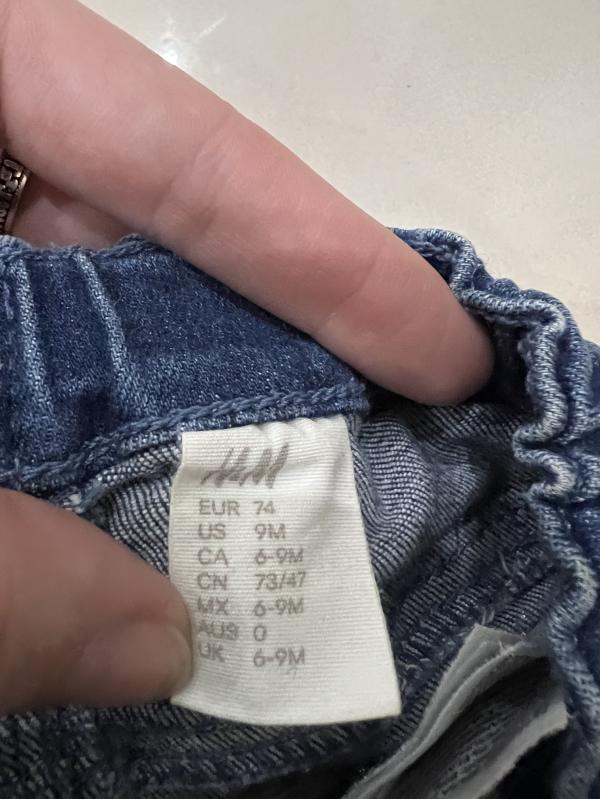 H&M
EUR 74
US 9M
CA 6-9M
CN 73/47
MX 6-9M
AUS 0
UK 6-9M